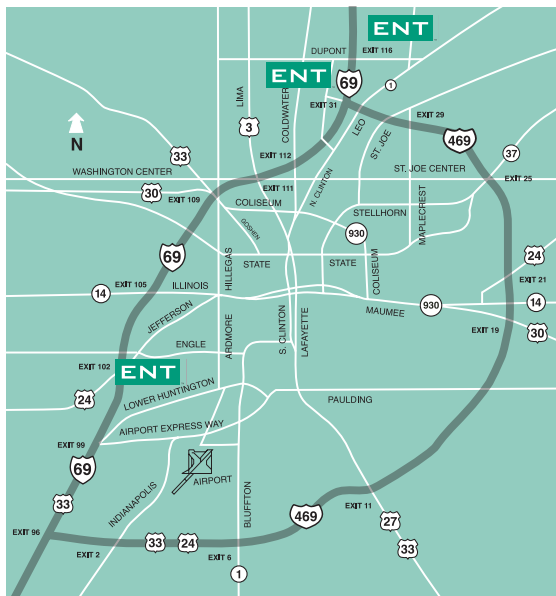 ENT
DUPONT
EXIT 116
ENT
69
1
LIMA
COLDWATER
EXIT 31
LEO
ST. JOE
EXIT 29
3
469
N
33
EXIT 112
N. CLINTON
37
WASHINGTON CENTER
ST. JOE CENTER
30
EXIT 111
EXIT 25
EXIT 109
COLISEUM
STELLHORN
MAPLECREST
GOSHEN
930
69
HILLEGAS
STATE
STATE
COLISEUM
24
EXIT 105
ILLINOIS
EXIT 21
14
JEFFERSON
MAUMEE
930
14
ARDMORE
S. CLINTON
LAFAYETTE
EXIT 19
30
ENGLE
EXIT 102
ENT
24
LOWER HUNTINGTON
PAULDING
AIRPORT EXPRESS WAY
EXIT 99
69
INDIANAPOLIS
AIRPORT
BLUFFTON
33
469
EXIT 11
27
EXIT 96
EXIT 2
33
24
EXIT 6
33
1